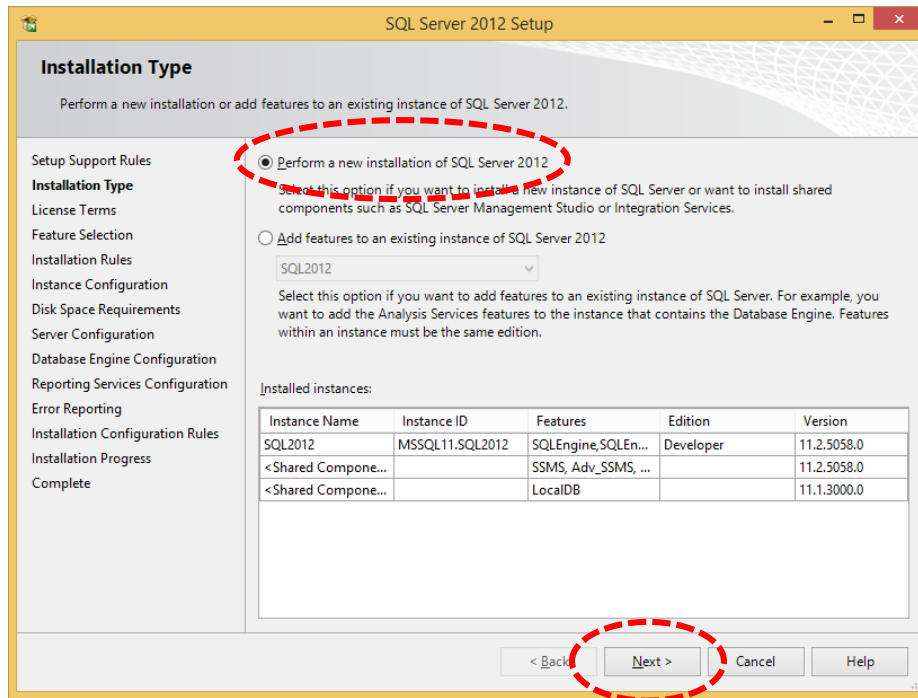 SQL Server 2012 Setup
Installation Type
Perform a new installation or add features to an existing instance of SQL Server 2012.
Setup Support Rules
Installation Type
License Terms
Feature Selection
Installation Rules
Instance Configuration
Disk Space Requirements
Server Configuration
Database Engine Configuration
Reporting Services Configuration
Error Reporting
Installation Configuration Rules
Installation Progress
Complete
Perform a new installation of SQL Server 2012
Select this option if you want to install a new instance of SQL Server or want to install shared
components such as SQL Server Management Studio or Integration Services.
Add features to an existing instance of SQL Server 2012
SQL2012
Select this option if you want to add features to an existing instance of SQL Server. For example, you
want to add the Analysis Services features to the instance that contains the Database Engine. Features
within an instance must be the same edition.
Installed instances:
Instance Name Instance ID Features Edition Version
SQL2012 MSSQL11.SQL2012 SQLEngine,SQLEn... Developer 11.2.5058.0
<Shared Compone... SSMS, Adv_SSMS, ... 11.2.5058.0
<Shared Compone... LocalDB 11.1.3000.0
< Back Next > Cancel Help